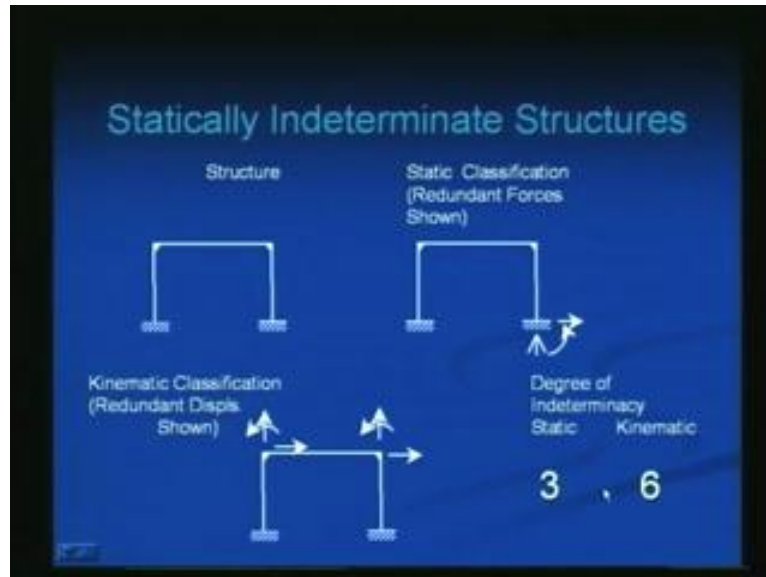 Statically Indeterminate Structures
Structure
Static Classification
(Redundant Forces
Shown)
Kinematic Classification
(Redundant Displs.
Shown)
Degree of
Indeterminacy
Static Kinematic
3 , 6